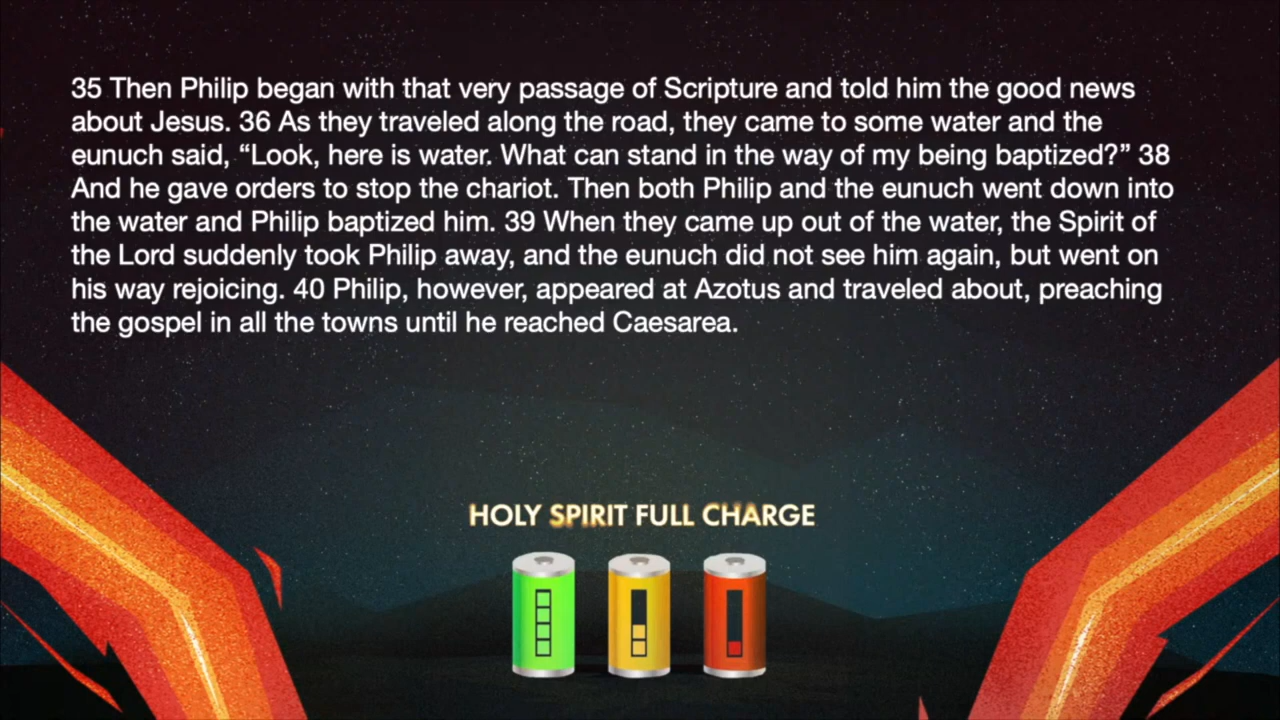 35 Then Philip began with that very passage of Scripture and told him the good news
about Jesus. 36 As they traveled along the road, they came to some water and the
eunuch said, “Look, here is water. What can stand in the way of my being baptized?” 38
And he gave orders to stop the chariot. Then both Philip and the eunuch went down into
the water and Philip baptized him. 39 When they came up out of the water, the Spirit of
the Lord suddenly took Philip away, and the eunuch did not see him again, but went on
his way rejoicing. 40 Philip, however, appeared at Azotus and traveled about, preaching
the gospel in all the towns until he reached Caesarea.
HOLY SPIRIT FULL CHARGE